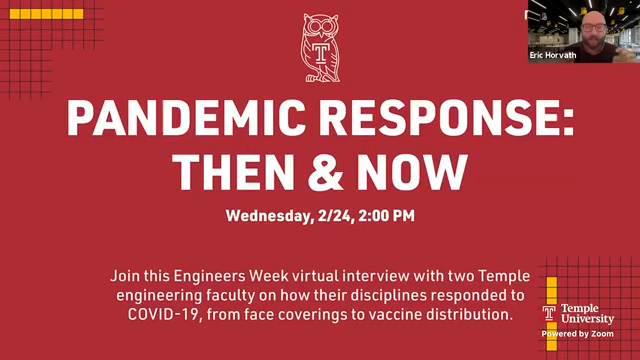 Eric Horvath
T
PANDEMIC RESPONSE:
THEN & NOW
Wednesday, 2/24, 2:00 PM
Join this Engineers Week virtual interview with two Temple
engineering faculty on how their disciplines responded to
COVID-19, from face coverings to vaccine distribution.
T Temple
University
Powered by Zoom